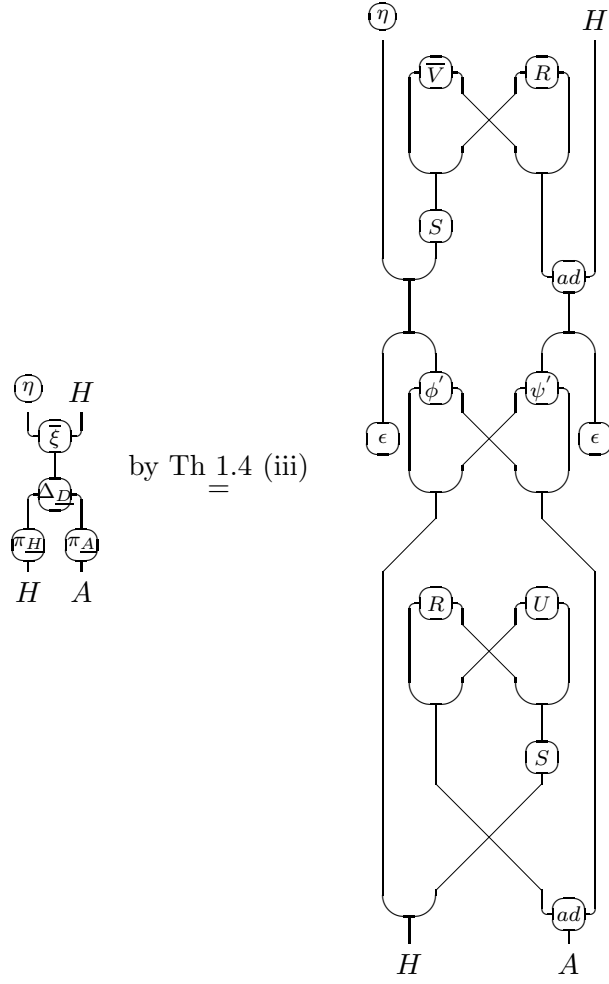 η H
V̅ R̅
S
ad
η H
ξ̅
Δ_D̲
π_H̲ π_A̲
H A
by Th 1.4 (iii)
=
ϕ′ ψ′
ϵ ϵ
R U
S
ad
H A